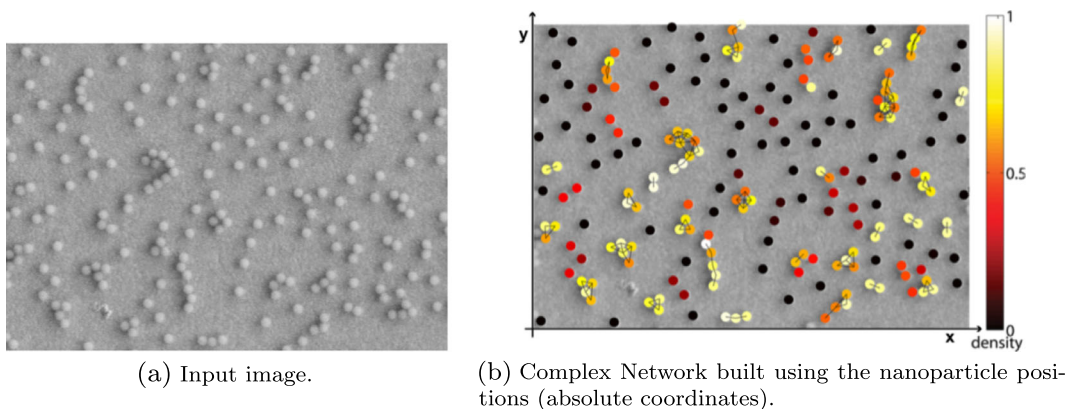 y
1
0.5
0
x
density
(a) Input image.
(b) Complex Network built using the nanoparticle posi-
tions (absolute coordinates).